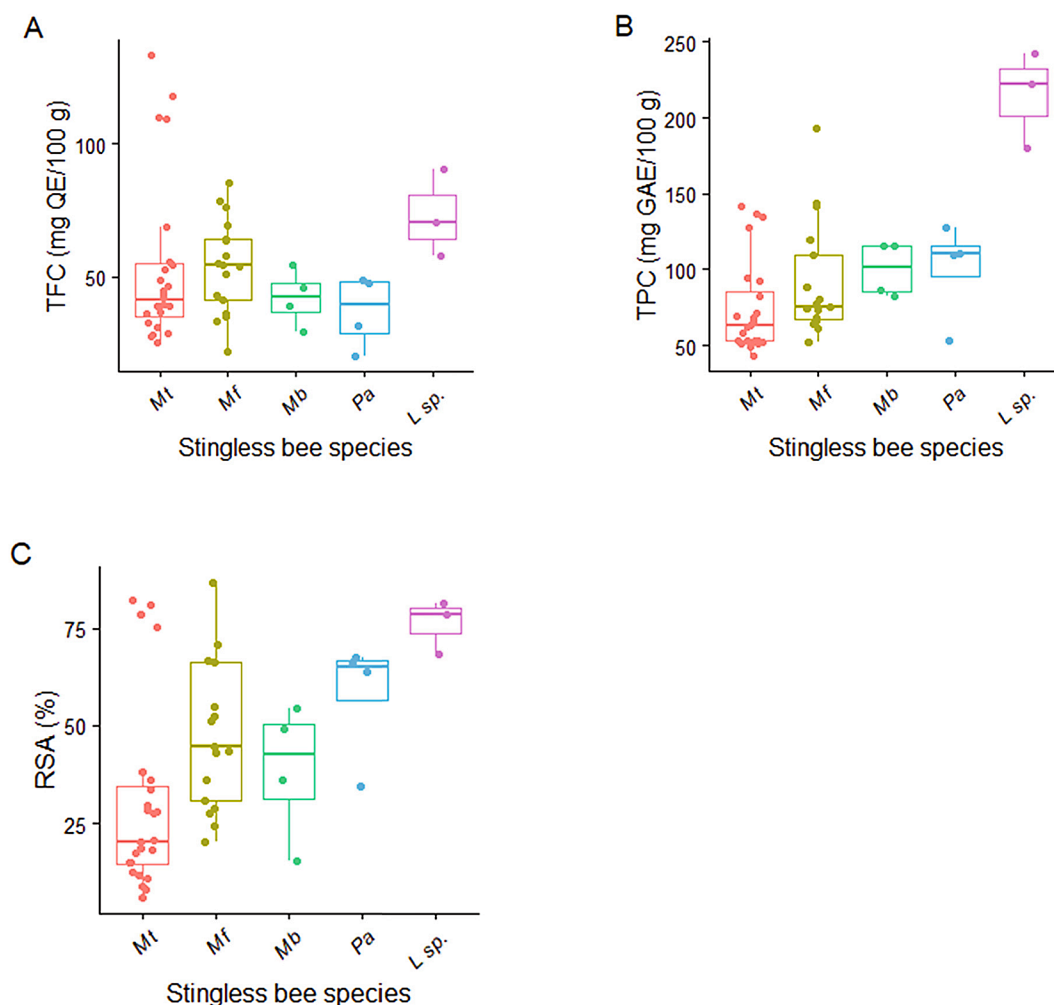 A
TFC (mg QE/100 g)
100
50
Mt Mf Mb Pa L sp.
Stingless bee species
B
TPC (mg GAE/100 g)
250
200
150
100
50
Mt Mf Mb Pa L sp.
Stingless bee species
C
RSA (%)
75
50
25
Mt Mf Mb Pa L sp.
Stingless bee species